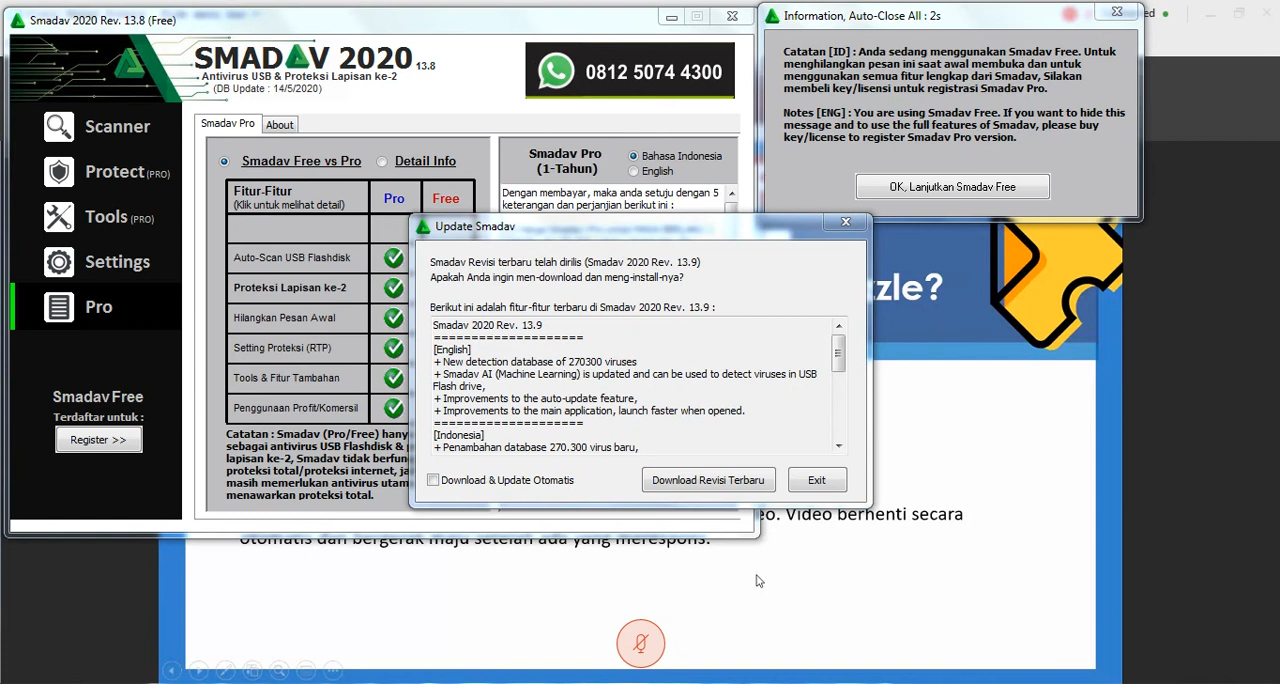 Smadav 2020 Rev. 13.8 (Free)
SMADAV 2020 13.8
Antivirus USB & Proteksi Lapisan ke-2
(DB Update : 14/5/2020)
0812 5074 4300
Scanner
Protect (PRO)
Tools (PRO)
Settings
Pro
Smadav Free
Terdaftar untuk :
Register >>
Smadav Pro
About
Smadav Free vs Pro
Detail Info
Fitur-Fitur
(Klik untuk melihat detail)
Pro
Free
Auto-Scan USB Flashdisk
Proteksi Lapisan ke-2
Hilangkan Pesan Awal
Setting Proteksi (RTP)
Tools & Fitur Tambahan
Penggunaan Profit/Komersil
Catatan : Smadav (Pro/Free) hany
sebagai antivirus USB Flashdisk &
lapisan ke-2, Smadav tidak berfun
proteksi total/proteksi internet, ja
masih memerlukan antivirus utam
menawarkan proteksi total.
Smadav Pro
(1-Tahun)
Bahasa Indonesia
English
Dengan membayar, maka anda setuju dengan 5
keterangan dan perjanjian berikut ini :
Information, Auto-Close All : 2s
Catatan [ID] : Anda sedang menggunakan Smadav Free. Untuk
menghilangkan pesan ini saat awal membuka dan untuk
menggunakan semua fitur lengkap dari Smadav, Silakan
membeli key/lisensi untuk registrasi Smadav Pro.
Notes [ENG] : You are using Smadav Free. If you want to hide this
message and to use the full features of Smadav, please buy
key/license to register Smadav Pro version.
OK, Lanjutkan Smadav Free
Update Smadav
Smadav Revisi terbaru telah dirilis (Smadav 2020 Rev. 13.9)
Apakah Anda ingin men-download dan meng-install-nya?
Berikut ini adalah fitur-fitur terbaru di Smadav 2020 Rev. 13.9 :
Smadav 2020 Rev. 13.9
====================
[English]
+ New detection database of 270300 viruses
+ Smadav AI (Machine Learning) is updated and can be used to detect viruses in USB
Flash drive,
+ Improvements to the auto-update feature,
+ Improvements to the main application, launch faster when opened.
====================
[Indonesia]
+ Penambahan database 270.300 virus baru,
Download & Update Otomatis
Download Revisi Terbaru
Exit
zle?
eo. Video berhenti secara
otomatis dan bergerak maju setelah ada yang merespons.